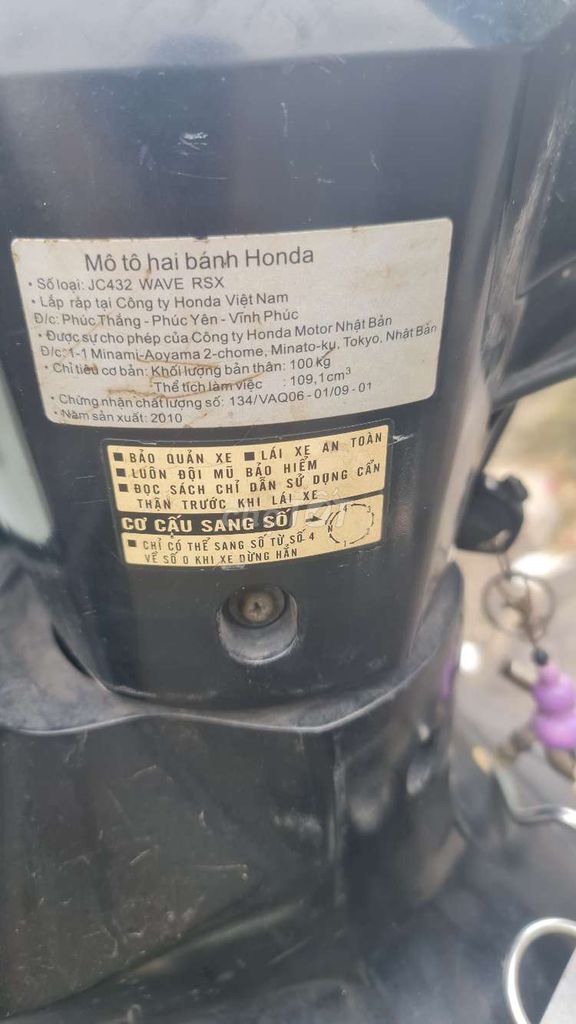 Mô tô hai bánh Honda
• Số loại: JC432 WAVE RSX
• Lắp ráp tại Công ty Honda Việt Nam
Đ/c: Phúc Thắng - Phúc Yên - Vĩnh Phúc
• Được sự cho phép của Công ty Honda Motor Nhật Bản
Đ/c: 1-1 Minami-Aoyama 2-chome, Minato-ku, Tokyo, Nhật Bản
• Chỉ tiêu cơ bản: Khối lượng bản thân: 100 kg
Thể tích làm việc : 109,1cm³
• Chứng nhận chất lượng số: 134/VAQ06 - 01/09 - 01
• Năm sản xuất: 2010
■ BẢO QUẢN XE ■ LÁI XE AN TOÀN
■ LUÔN ĐỘI MŨ BẢO HIỂM
■ ĐỌC SÁCH CHỈ DẪN SỬ DỤNG CẨN
THẬN TRƯỚC KHI LÁI XE
CƠ CẤU SANG SỐ
N 1 2 3 4
■ CHỈ CÓ THỂ SANG SỐ TỪ SỐ 4
VỀ SỐ 0 KHI XE DỪNG HẲN